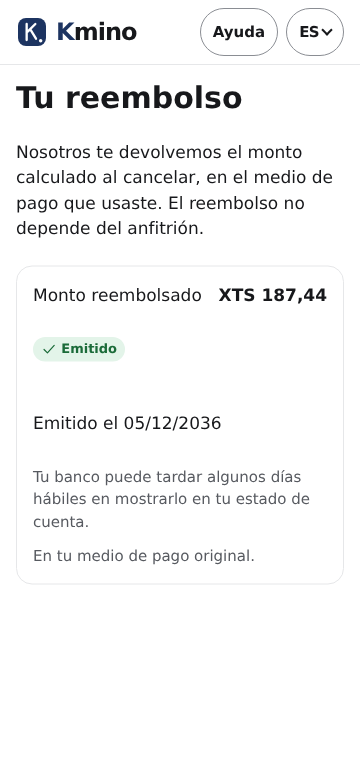 K. Kmino
Ayuda
ES
Tu reembolso
Nosotros te devolvemos el monto
calculado al cancelar, en el medio de
pago que usaste. El reembolso no
depende del anfitrión.
Monto reembolsado XTS 187,44
Emitido
Emitido el 05/12/2036
Tu banco puede tardar algunos días
hábiles en mostrarlo en tu estado de
cuenta.
En tu medio de pago original.